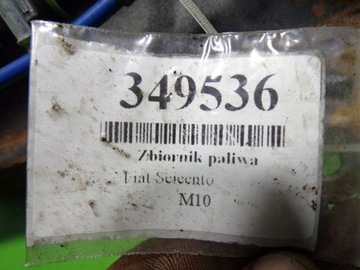 349536
Zbiornik paliwa
Fiat Seicento
M10